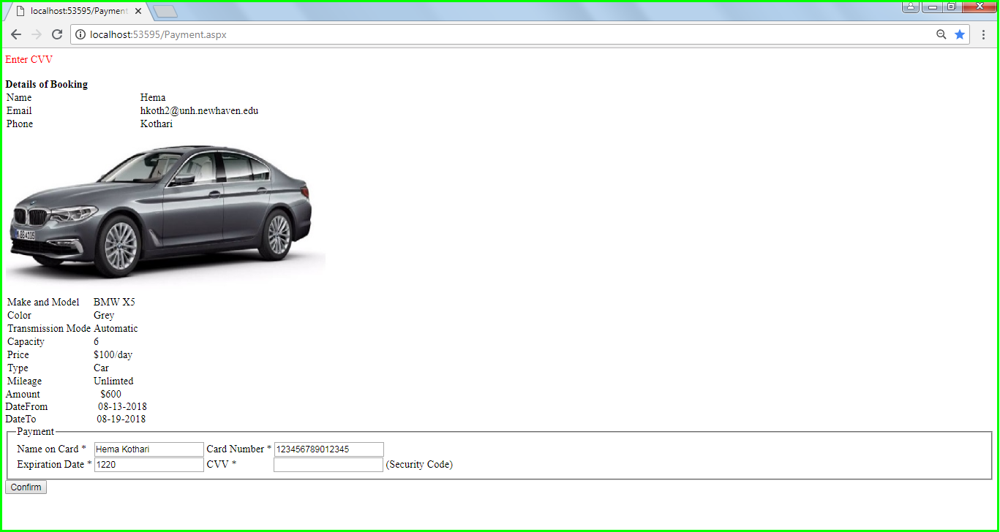 localhost:53595/Payment
localhost:53595/Payment.aspx
Enter CVV
Details of Booking
Name Hema
Email hkoth2@unh.newhaven.edu
Phone Kothari
Make and Model BMW X5
Color Grey
Transmission Mode Automatic
Capacity 6
Price $100/day
Type Car
Mileage Unlimted
Amount $600
DateFrom 08-13-2018
DateTo 08-19-2018
Payment
Name on Card * Hema Kothari Card Number * 123456789012345
Expiration Date * 1220 CVV * (Security Code)
Confirm